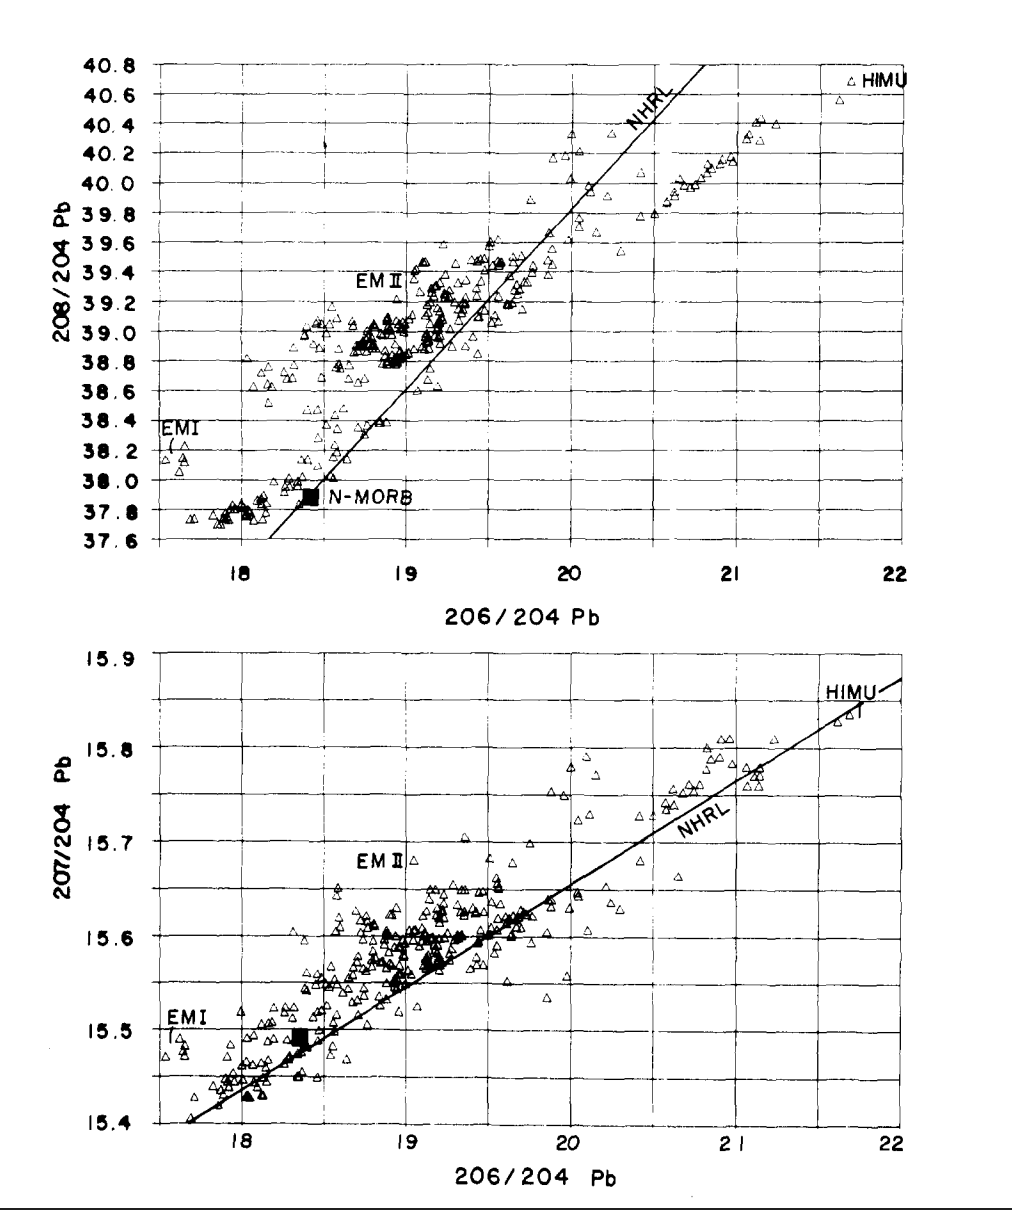 40.8
40.6
40.4
40.2
40.0
39.8
39.6
39.4
39.2
39.0
38.8
38.6
38.4
38.2
38.0
37.8
37.6
208/204 Pb
HIMU
NHRL
EM II
EMI
N-MORB
18 19 20 21 22
206/204 Pb
15.9
15.8
15.7
15.6
15.5
15.4
207/204 Pb
HIMU
NHRL
EM II
EMI
18 19 20 21 22
206/204 Pb